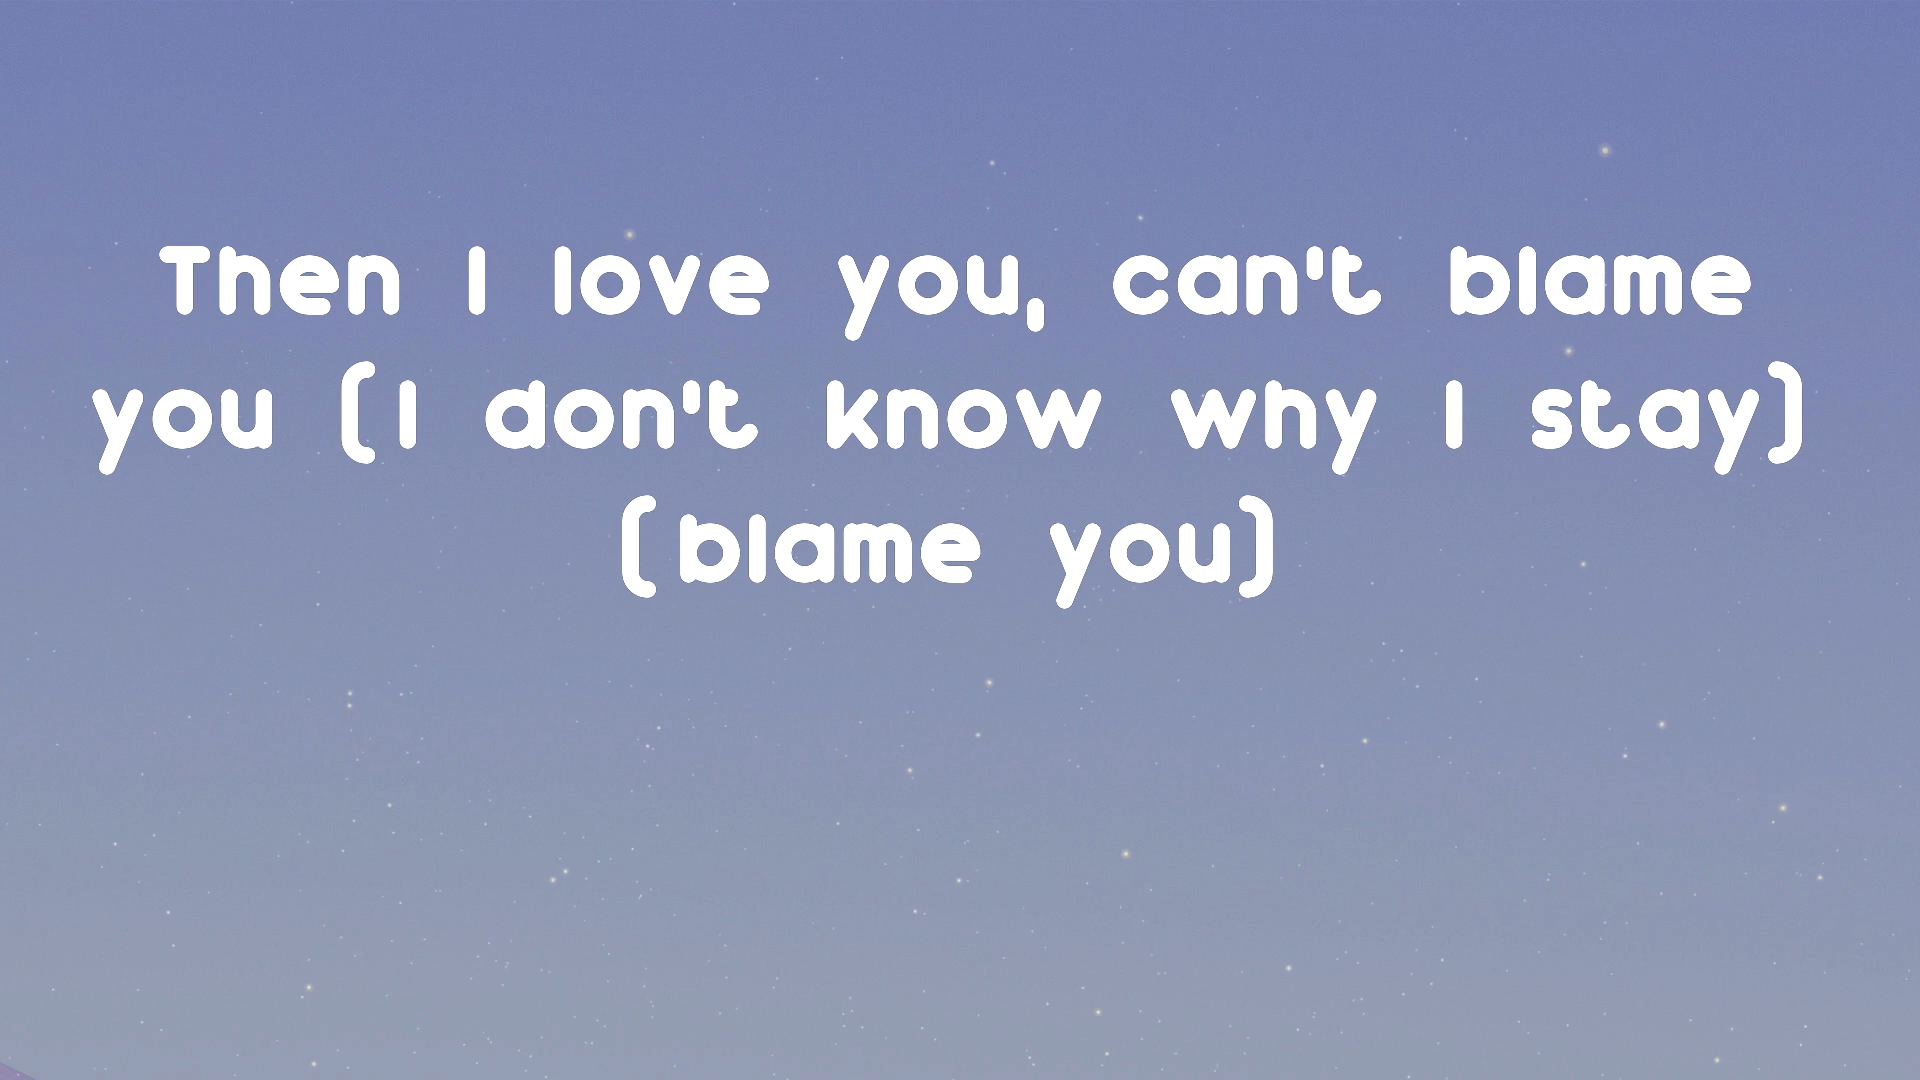 Then I love you, can't blame
you (I don't know why I stay)
(blame you)